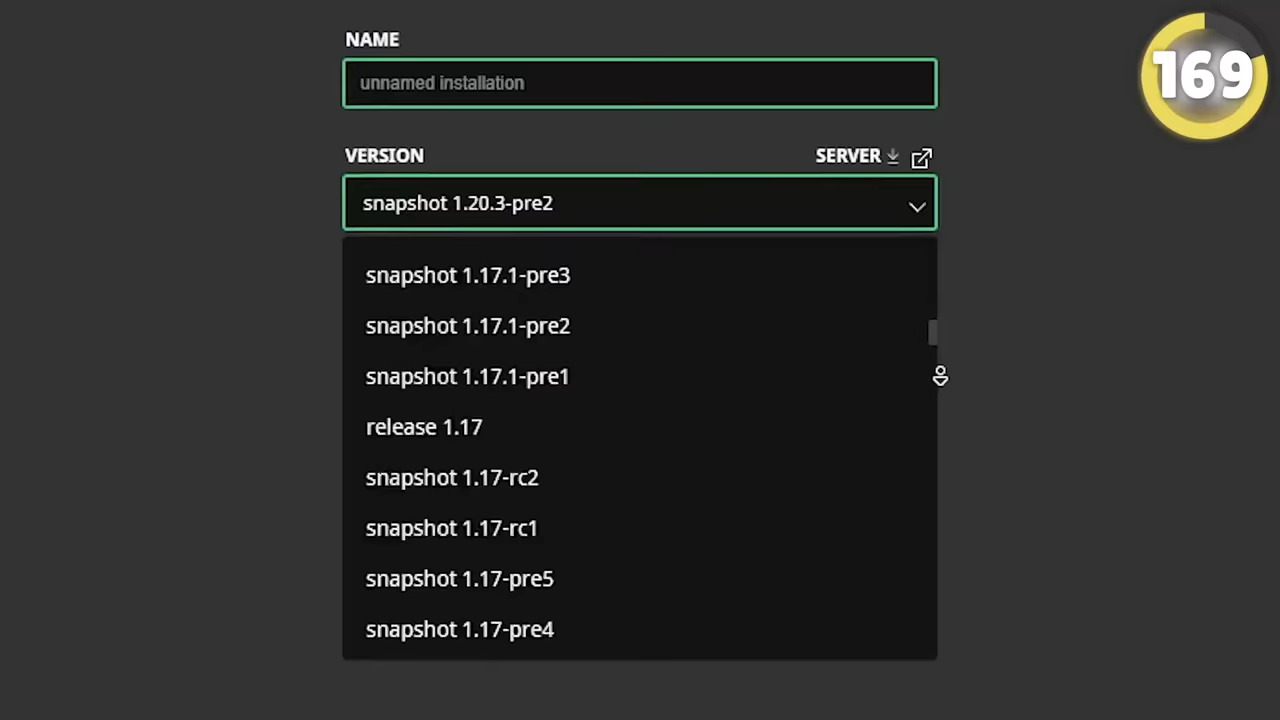 NAME
169
unnamed installation
VERSION
SERVER
snapshot 1.20.3-pre2
snapshot 1.17.1-pre3
snapshot 1.17.1-pre2
snapshot 1.17.1-pre1
release 1.17
snapshot 1.17-rc2
snapshot 1.17-rc1
snapshot 1.17-pre5
snapshot 1.17-pre4